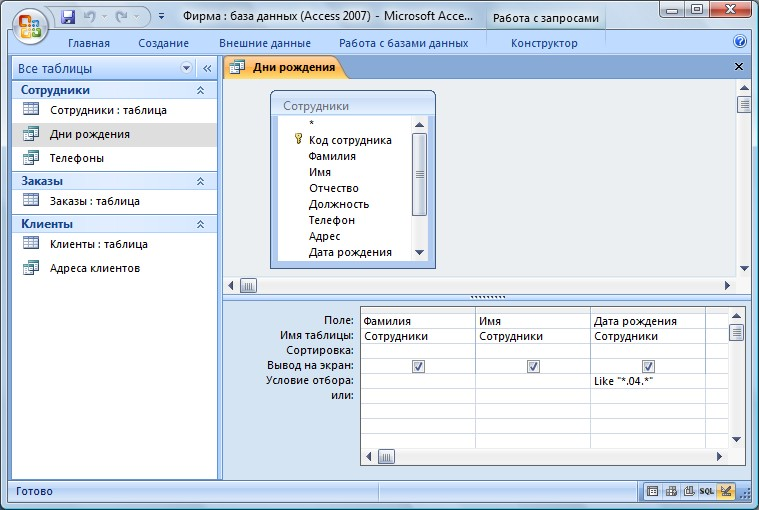 Фирма : база данных (Access 2007) - Microsoft Acce...
Работа с запросами
Главная Создание Внешние данные Работа с базами данных Конструктор
Все таблицы
Сотрудники
Сотрудники : таблица
Дни рождения
Телефоны
Заказы
Заказы : таблица
Клиенты
Клиенты : таблица
Адреса клиентов
Дни рождения
Сотрудники
*
Код сотрудника
Фамилия
Имя
Отчество
Должность
Телефон
Адрес
Дата рождения
Поле: Фамилия Имя Дата рождения
Имя таблицы: Сотрудники Сотрудники Сотрудники
Сортировка:
Вывод на экран:
Условие отбора: Like "*.04.*"
или:
Готово
SQL